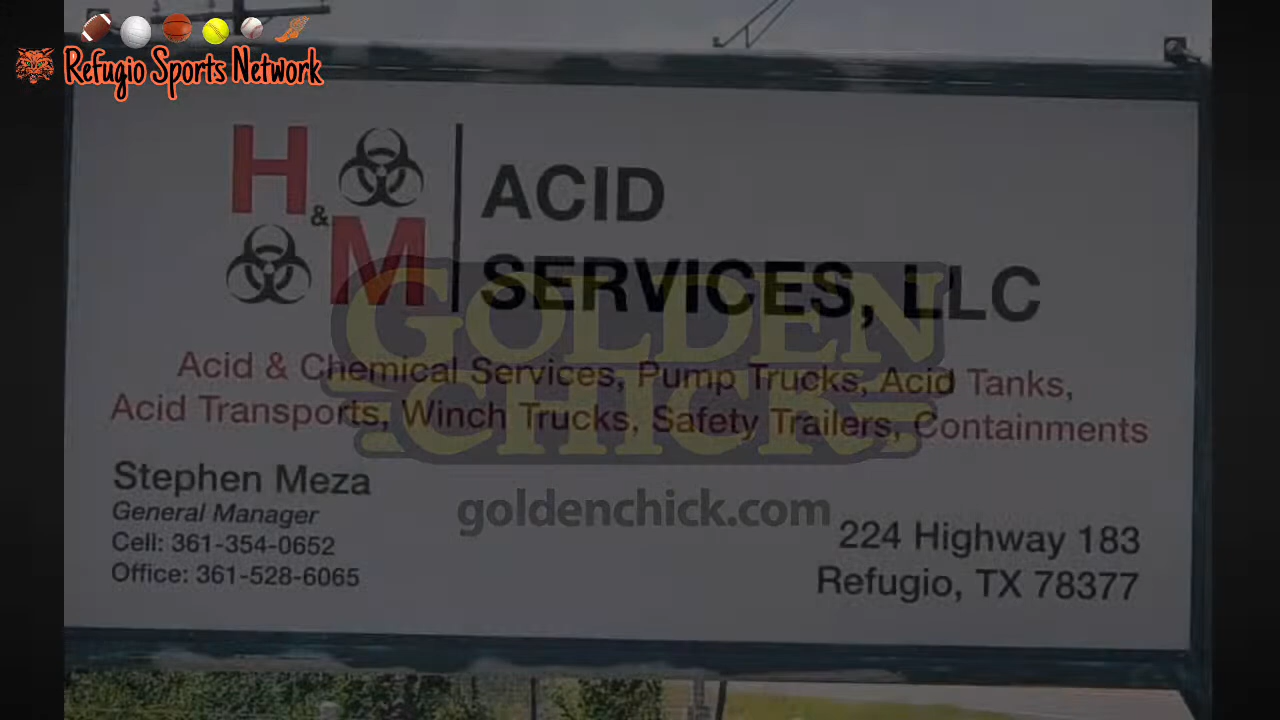 Refugio Sports Network
H
&
M
ACID
SERVICES, LLC
GOLDEN
CHICK
Acid & Chemical Services, Pump Trucks, Acid Tanks,
Acid Transports, Winch Trucks, Safety Trailers, Containments
Stephen Meza
General Manager
Cell: 361-354-0652
Office: 361-528-6065
goldenchick.com
224 Highway 183
Refugio, TX 78377